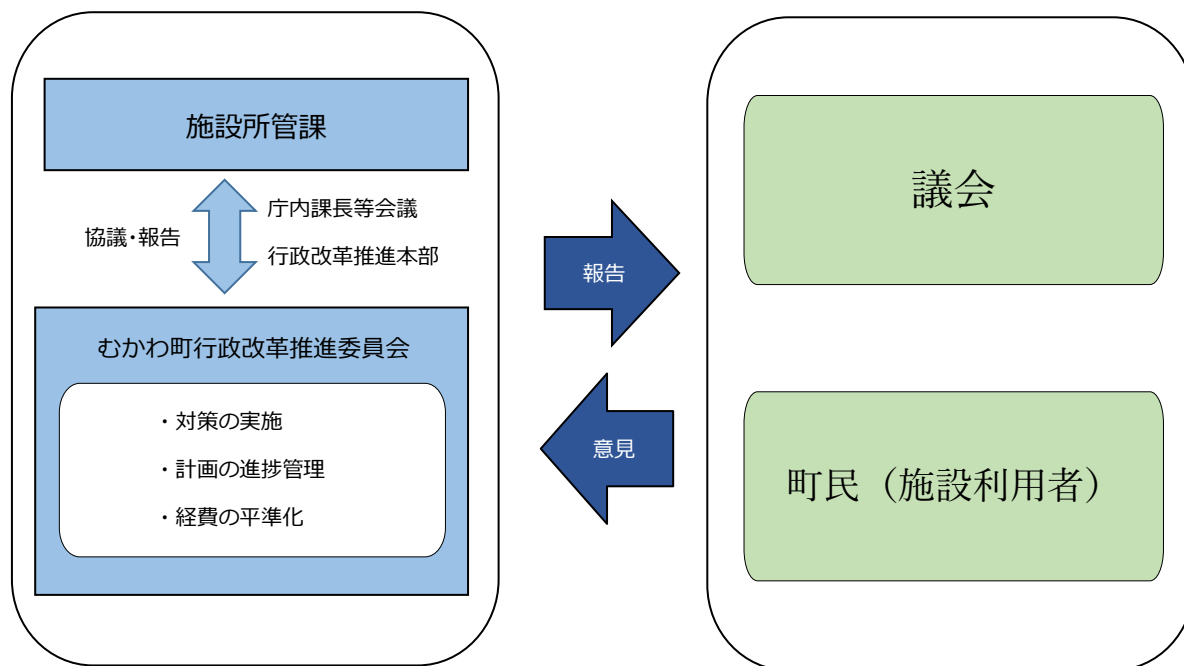 施設所管課
協議・報告
庁内課長等会議
行政改革推進本部
むかわ町行政改革推進委員会
・対策の実施
・計画の進捗管理
・経費の平準化
報告
意見
議会
町民（施設利用者）